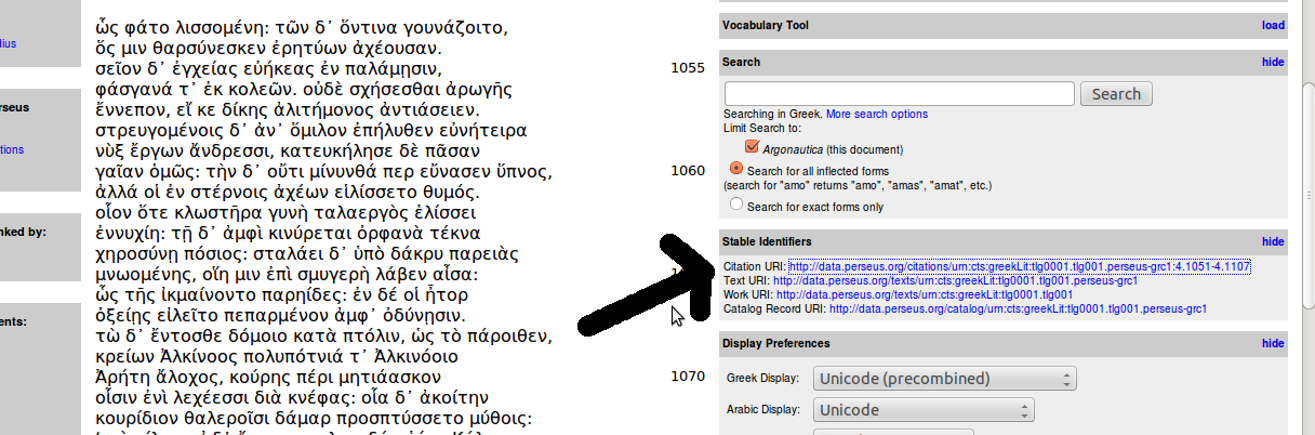 lius
rseus
tions
nked by:
ents:
ὣς φάτο λισσομένη: τῶν δ᾽ ὅντινα γουνάζοιτο,
ὅς μιν θαρσύνεσκεν ἐρητύων ἀχέουσαν.
σεῖον δ᾽ ἐγχείας εὐήκεας ἐν παλάμῃσιν,
1055
φάσγανά τ᾽ ἐκ κολεῶν. οὐδὲ σχήσεσθαι ἀρωγῆς
ἔννεπον, εἴ κε δίκης ἀλιτήμονος ἀντιάσειεν.
στρευγομένοις δ᾽ ἀν᾽ ὅμιλον ἐπήλυθεν εὐνήτειρα
νὺξ ἔργων ἄνδρεσσι, κατευκήλησε δὲ πᾶσαν
γαῖαν ὁμῶς: τὴν δ᾽ οὔτι μίνυνθά περ εὔνασεν ὕπνος,
1060
ἀλλά οἱ ἐν στέρνοις ἀχέων εἱλίσσετο θυμός.
οἷον ὅτε κλωστῆρα γυνὴ ταλαεργὸς ἑλίσσει
ἐννυχίη: τῇ δ᾽ ἀμφὶ κινύρεται ὀρφανὰ τέκνα
χηροσύνῃ πόσιος: σταλάει δ᾽ ὑπὸ δάκρυ παρειὰς
μνωομένης, οἵη μιν ἐπὶ σμυγερὴ λάβεν αἶσα:
ὣς τῆς ἰκμαίνοντο παρηίδες: ἐν δέ οἱ ἦτορ
ὀξείῃς εἰλεῖτο πεπαρμένον ἀμφ᾽ ὀδύνῃσιν.
τὼ δ᾽ ἔντοσθε δόμοιο κατὰ πτόλιν, ὡς τὸ πάροιθεν,
κρείων Ἀλκίνοος πολυπότνιά τ᾽ Ἀλκινόοιο
Ἀρήτη ἄλοχος, κούρης πέρι μητιάασκον
1070
οἷσιν ἐνὶ λεχέεσσι διὰ κνέφας: οἷα δ᾽ ἀκοίτην
κουρίδιον θαλεροῖσι δάμαρ προσπτύσσετο μύθοις:
Vocabulary Tool load
Search hide
Search
Searching in Greek. More search options
Limit Search to:
Argonautica (this document)
Search for all inflected forms
(search for "amo" returns "amo", "amas", "amat", etc.)
Search for exact forms only
Stable Identifiers hide
Citation URI: http://data.perseus.org/citations/urn:cts:greekLit:tlg0001.tlg001.perseus-grc1:4.1051-4.1107
Text URI: http://data.perseus.org/texts/urn:cts:greekLit:tlg0001.tlg001.perseus-grc1
Work URI: http://data.perseus.org/texts/urn:cts:greekLit:tlg0001.tlg001
Catalog Record URI: http://data.perseus.org/catalog/urn:cts:greekLit:tlg0001.tlg001.perseus-grc1
Display Preferences hide
Greek Display: Unicode (precombined)
Arabic Display: Unicode